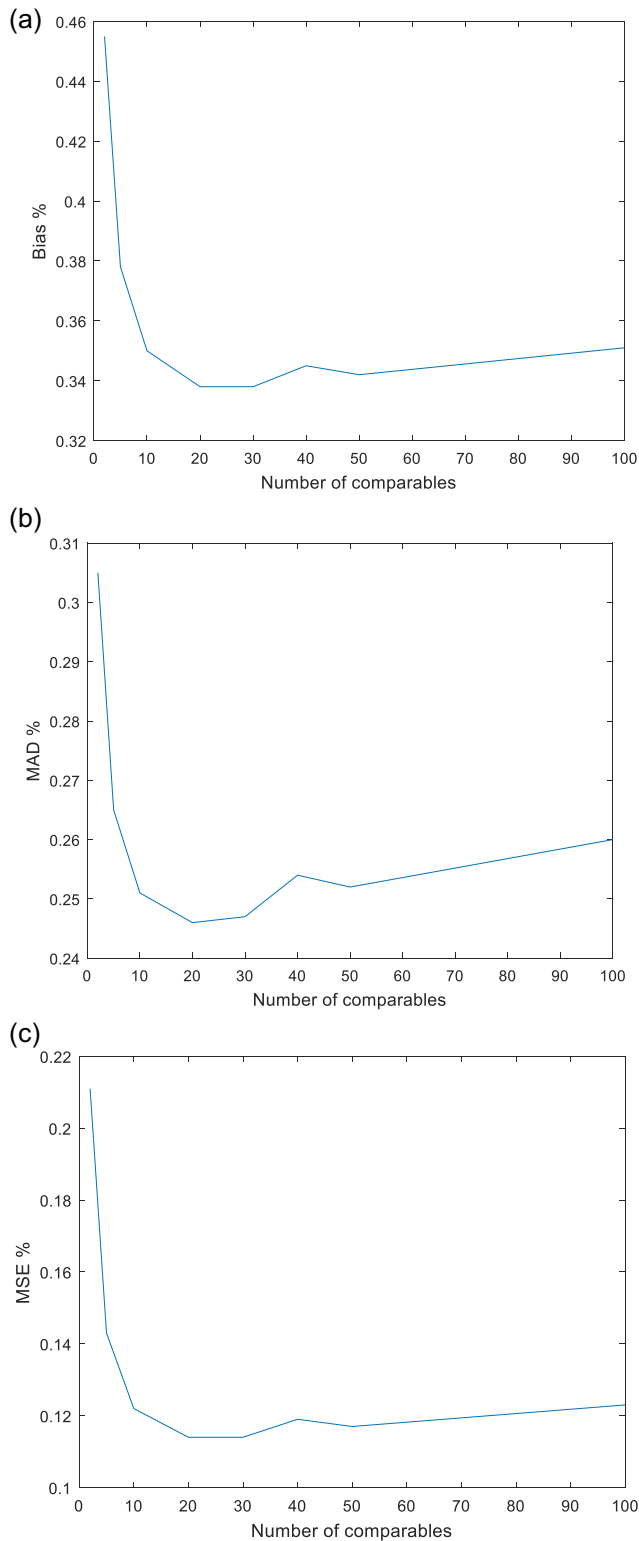 (a)
0.46
0.44
0.42
0.4
0.38
0.36
0.34
0.32
Bias %
0 10 20 30 40 50 60 70 80 90 100
Number of comparables
(b)
0.31
0.3
0.29
0.28
0.27
0.26
0.25
0.24
MAD %
0 10 20 30 40 50 60 70 80 90 100
Number of comparables
(c)
0.22
0.2
0.18
0.16
0.14
0.12
0.1
MSE %
0 10 20 30 40 50 60 70 80 90 100
Number of comparables